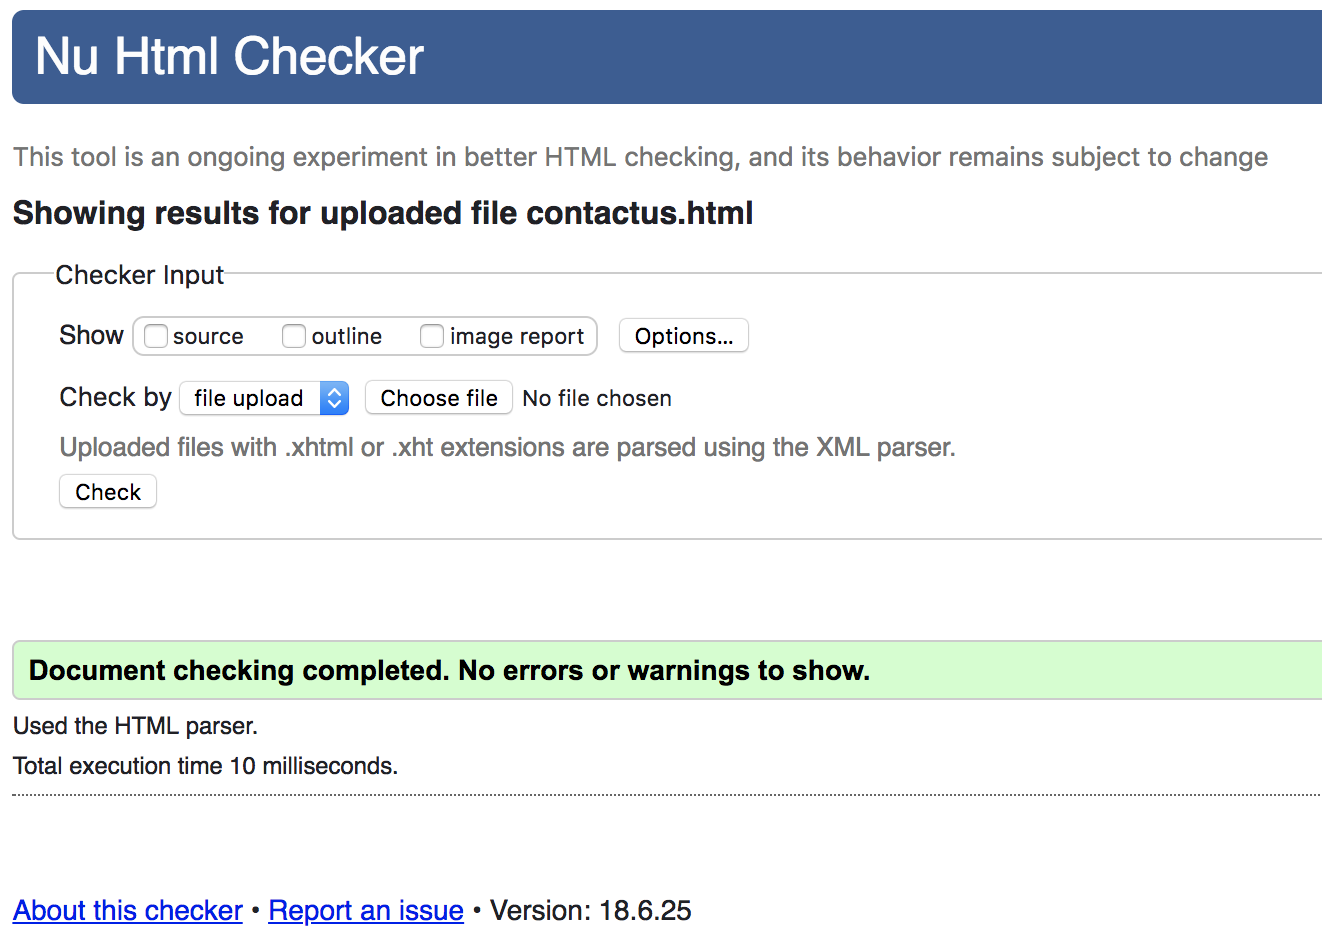 Nu Html Checker
This tool is an ongoing experiment in better HTML checking, and its behavior remains subject to change
Showing results for uploaded file contactus.html
Checker Input
Show source outline image report Options...
Check by file upload Choose file No file chosen
Uploaded files with .xhtml or .xht extensions are parsed using the XML parser.
Check
Document checking completed. No errors or warnings to show.
Used the HTML parser.
Total execution time 10 milliseconds.
About this checker • Report an issue • Version: 18.6.25